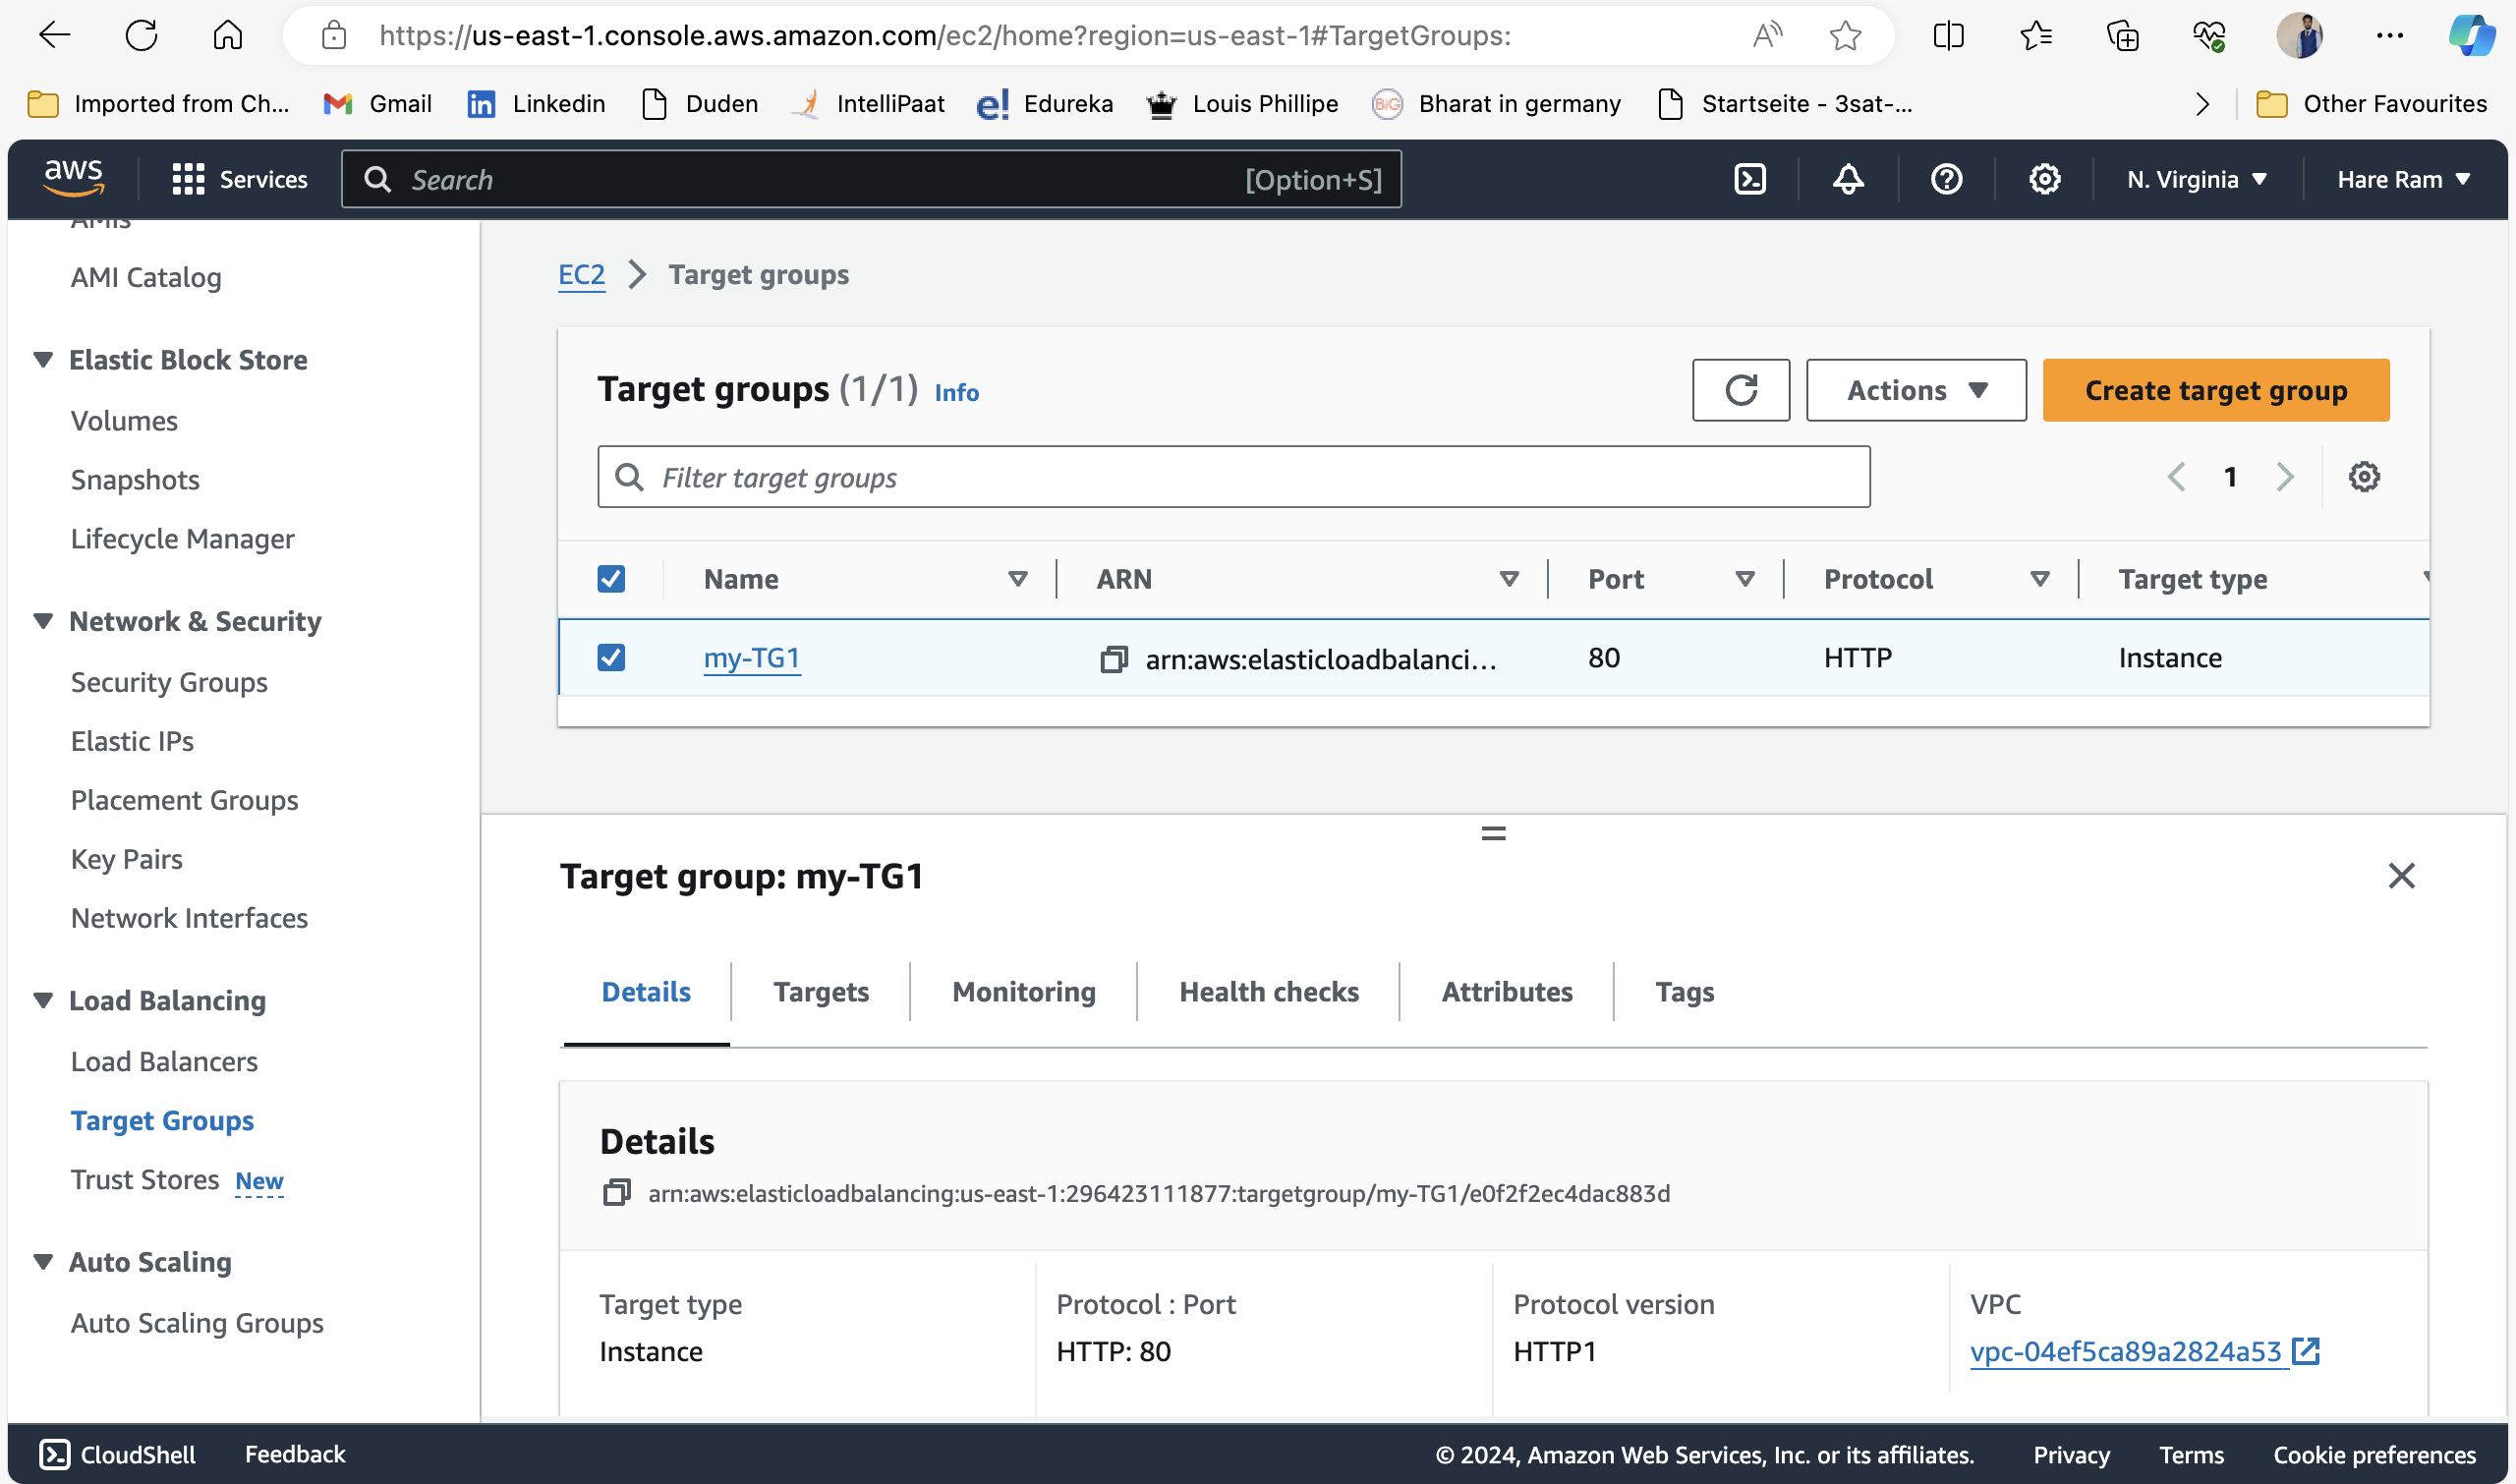 https://us-east-1.console.aws.amazon.com/ec2/home?region=us-east-1#TargetGroups:
Imported from Ch... Gmail Linkedin Duden IntelliPaat Edureka Louis Phillipe Bharat in germany Startseite - 3sat-... Other Favourites
aws Services Search [Option+S] N. Virginia Hare Ram
AMIs
AMI Catalog
Elastic Block Store
Volumes
Snapshots
Lifecycle Manager
Network & Security
Security Groups
Elastic IPs
Placement Groups
Key Pairs
Network Interfaces
Load Balancing
Load Balancers
Target Groups
Trust Stores New
Auto Scaling
Auto Scaling Groups
EC2 Target groups
Target groups (1/1) Info Actions Create target group
Filter target groups 1
Name ARN Port Protocol Target type
my-TG1 arn:aws:elasticloadbalanci... 80 HTTP Instance
Target group: my-TG1
Details Targets Monitoring Health checks Attributes Tags
Details
arn:aws:elasticloadbalancing:us-east-1:296423111877:targetgroup/my-TG1/e0f2f2ec4dac883d
Target type Protocol : Port Protocol version VPC
Instance HTTP: 80 HTTP1 vpc-04ef5ca89a2824a53
CloudShell Feedback © 2024, Amazon Web Services, Inc. or its affiliates. Privacy Terms Cookie preferences